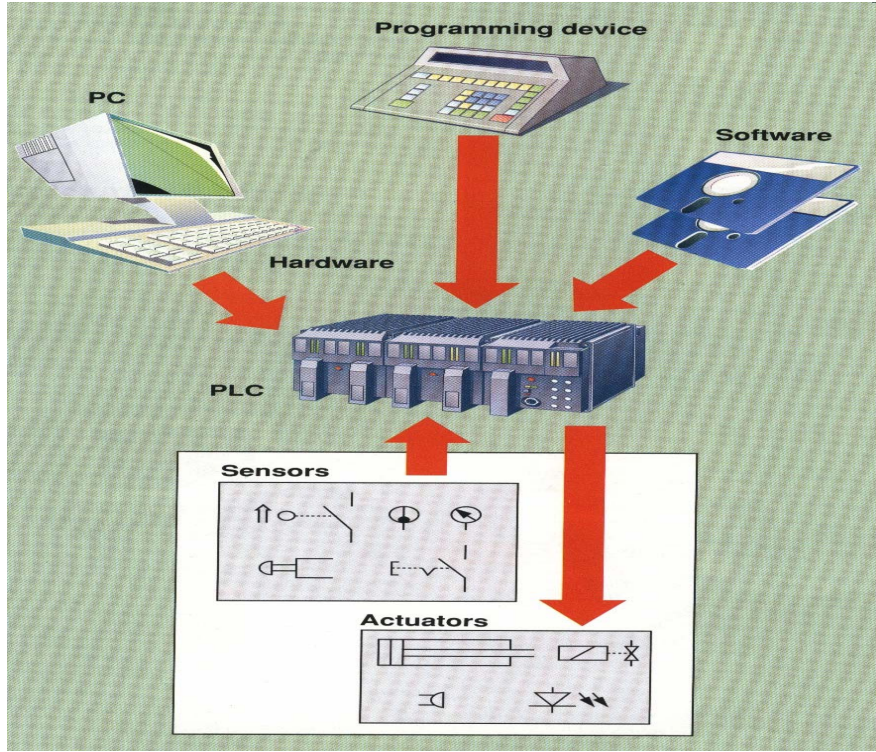 Programming device
PC
Software
Hardware
PLC
Sensors
Actuators